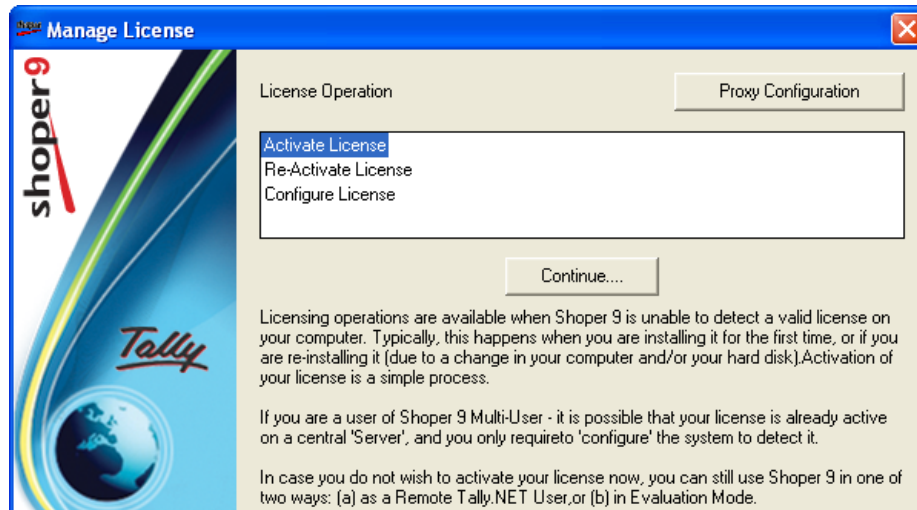 Manage License
shoper9
License Operation
Proxy Configuration
Activate License
Re-Activate License
Configure License
Continue....
Licensing operations are available when Shoper 9 is unable to detect a valid license on
your computer. Typically, this happens when you are installing it for the first time, or if you
are re-installing it (due to a change in your computer and/or your hard disk).Activation of
your license is a simple process.
Tally
If you are a user of Shoper 9 Multi-User - it is possible that your license is already active
on a central 'Server', and you only requireto 'configure' the system to detect it.
In case you do not wish to activate your license now, you can still use Shoper 9 in one of
two ways: (a) as a Remote Tally.NET User,or (b) in Evaluation Mode.